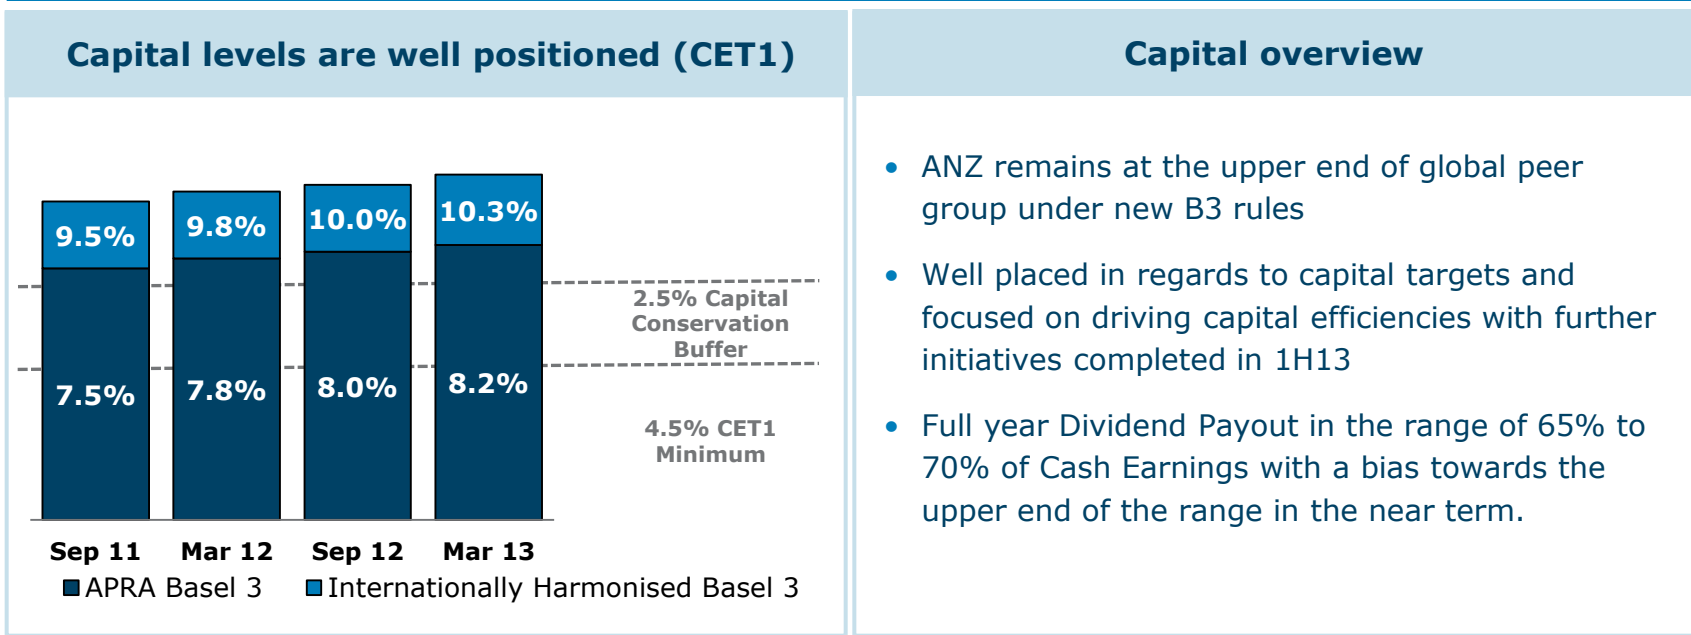 Capital levels are well positioned (CET1)
9.5%
9.8%
10.0%
10.3%
7.5%
7.8%
8.0%
8.2%
2.5% Capital
Conservation
Buffer
4.5% CET1
Minimum
Sep 11 Mar 12 Sep 12 Mar 13
APRA Basel 3 Internationally Harmonised Basel 3
Capital overview
• ANZ remains at the upper end of global peer
group under new B3 rules
• Well placed in regards to capital targets and
focused on driving capital efficiencies with further
initiatives completed in 1H13
• Full year Dividend Payout in the range of 65% to
70% of Cash Earnings with a bias towards the
upper end of the range in the near term.